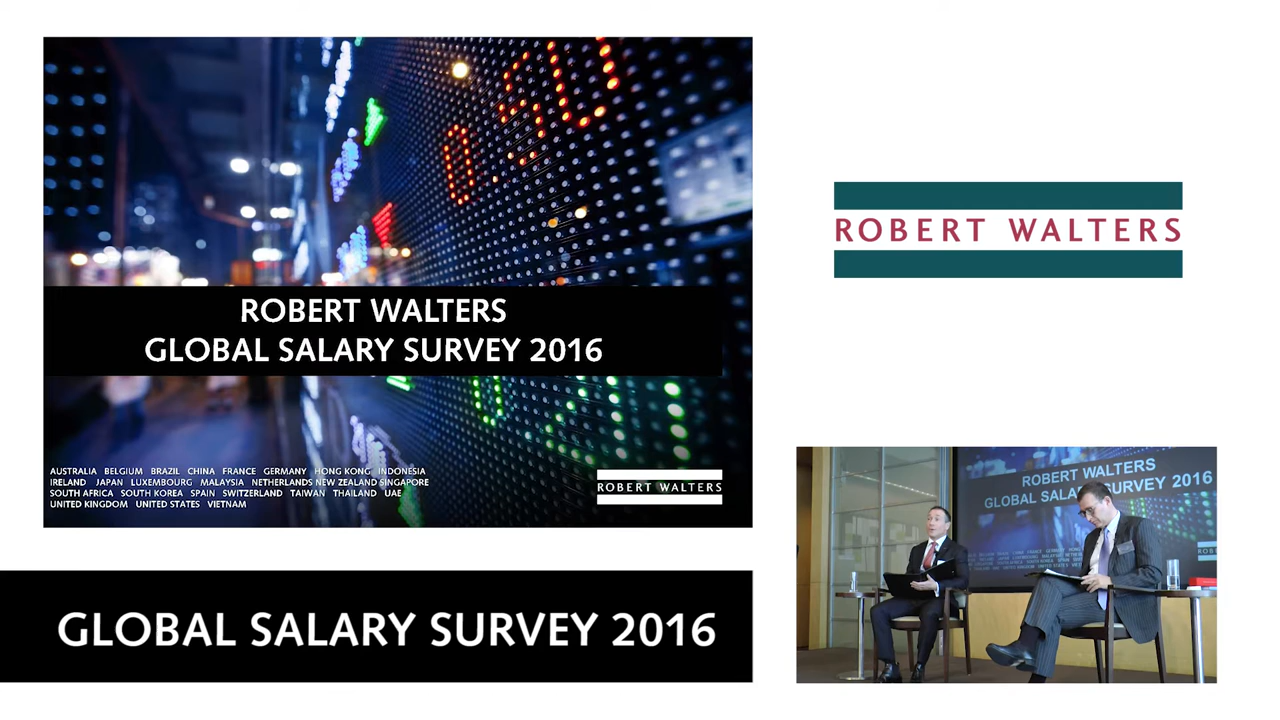 ROBERT WALTERS
GLOBAL SALARY SURVEY 2016
AUSTRALIA BELGIUM BRAZIL CHINA FRANCE GERMANY HONG KONG INDONESIA
IRELAND JAPAN LUXEMBOURG MALAYSIA NETHERLANDS NEW ZEALAND SINGAPORE
SOUTH AFRICA SOUTH KOREA SPAIN SWITZERLAND TAIWAN THAILAND UAE
UNITED KINGDOM UNITED STATES VIETNAM
ROBERT WALTERS
GLOBAL SALARY SURVEY 2016
ROBERT WALTERS
ROBERT WALTERS
GLOBAL SALARY SURVEY 2016